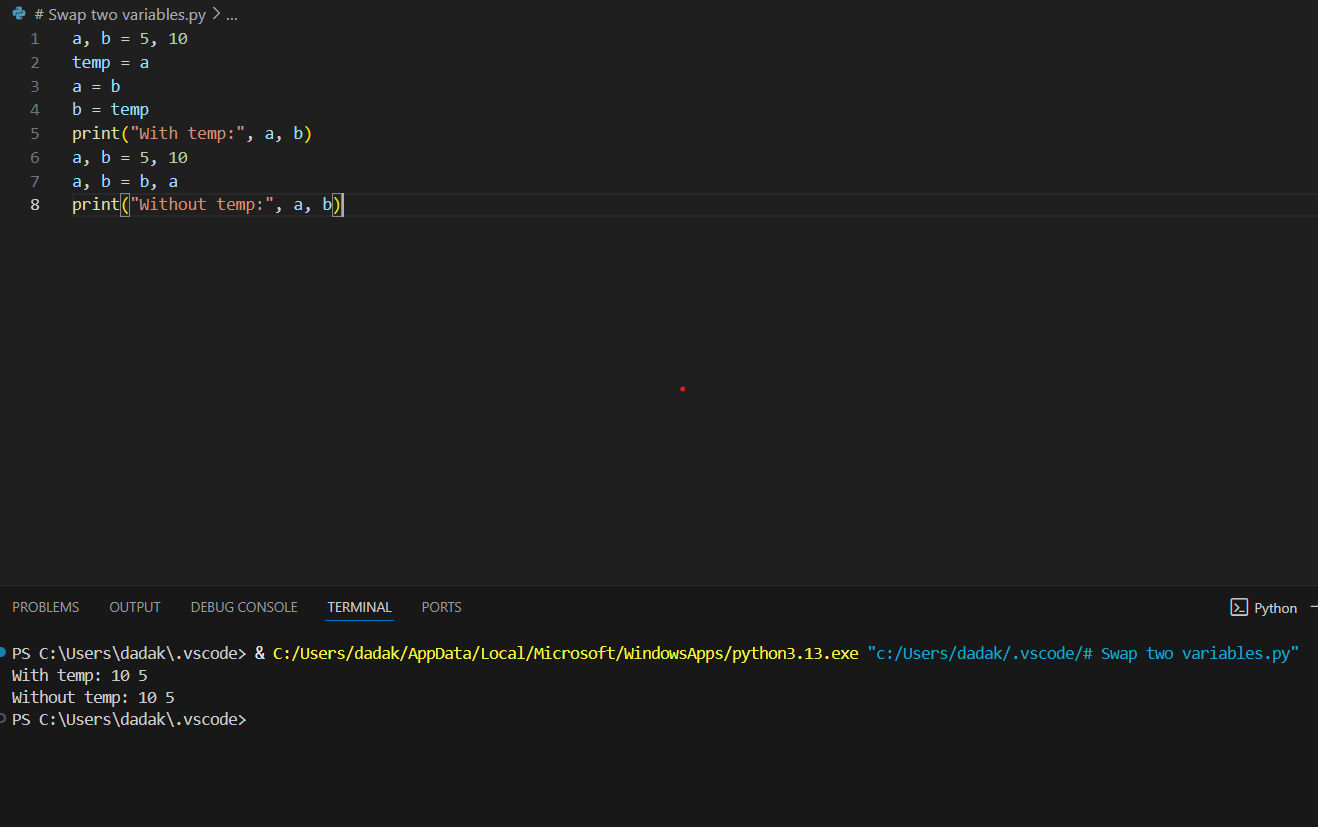 # Swap two variables.py > ...
1 a, b = 5, 10
2 temp = a
3 a = b
4 b = temp
5 print("With temp:", a, b)
6 a, b = 5, 10
7 a, b = b, a
8 print("Without temp:", a, b)
PROBLEMS OUTPUT DEBUG CONSOLE TERMINAL PORTS Python
PS C:\Users\dadak\.vscode> & C:/Users/dadak/AppData/Local/Microsoft/WindowsApps/python3.13.exe "c:/Users/dadak/.vscode/# Swap two variables.py"
With temp: 10 5
Without temp: 10 5
PS C:\Users\dadak\.vscode>